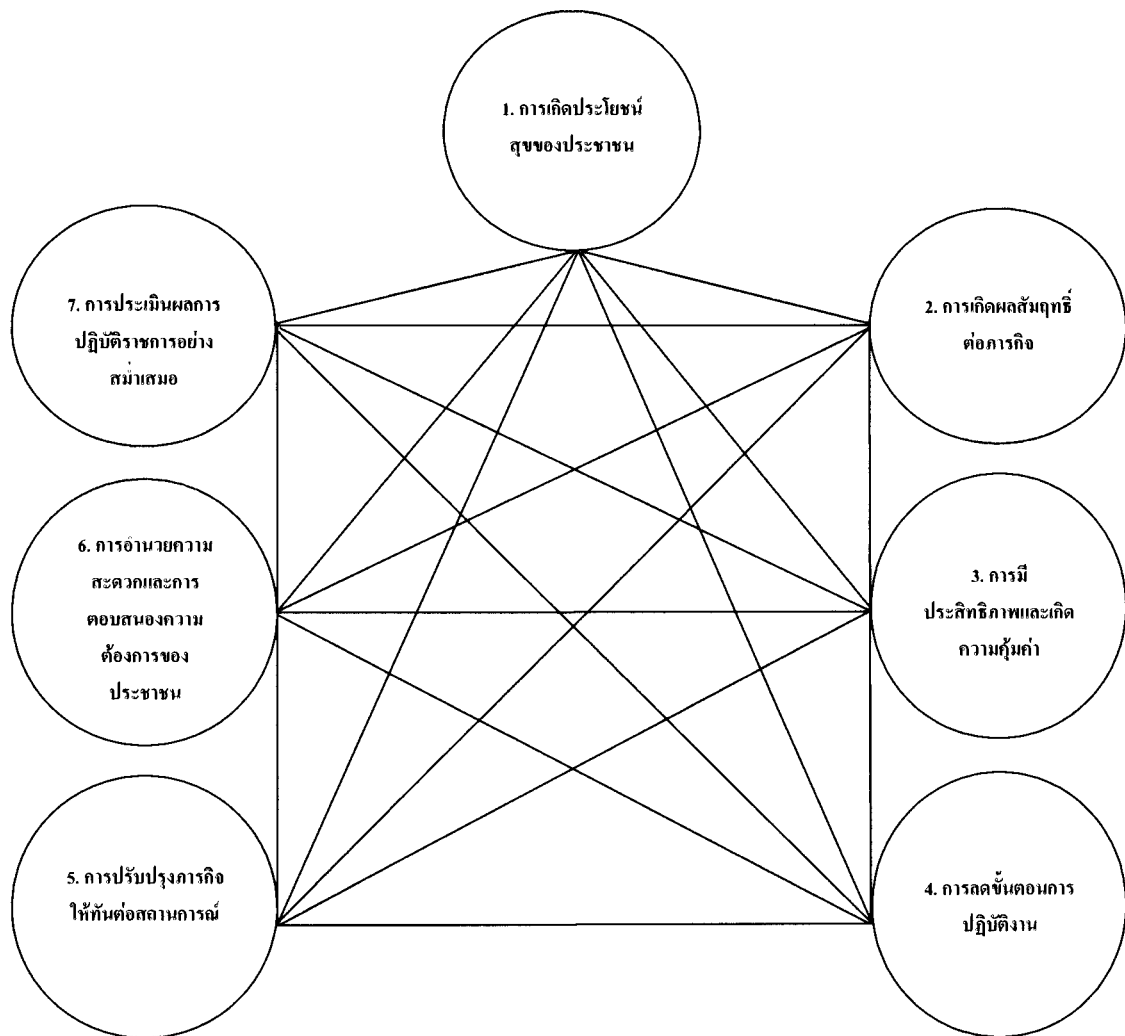 1. การเกิดประโยชน์
สุขของประชาชน
2. การเกิดผลสัมฤทธิ์
ต่อภารกิจ
3. การมี
ประสิทธิภาพและเกิด
ความคุ้มค่า
4. การลดขั้นตอนการ
ปฏิบัติงาน
5. การปรับปรุงภารกิจ
ให้ทันต่อสถานการณ์
6. การอำนวยความ
สะดวกและการ
ตอบสนองความ
ต้องการของ
ประชาชน
7. การประเมินผลการ
ปฏิบัติราชการอย่าง
สม่ำเสมอ